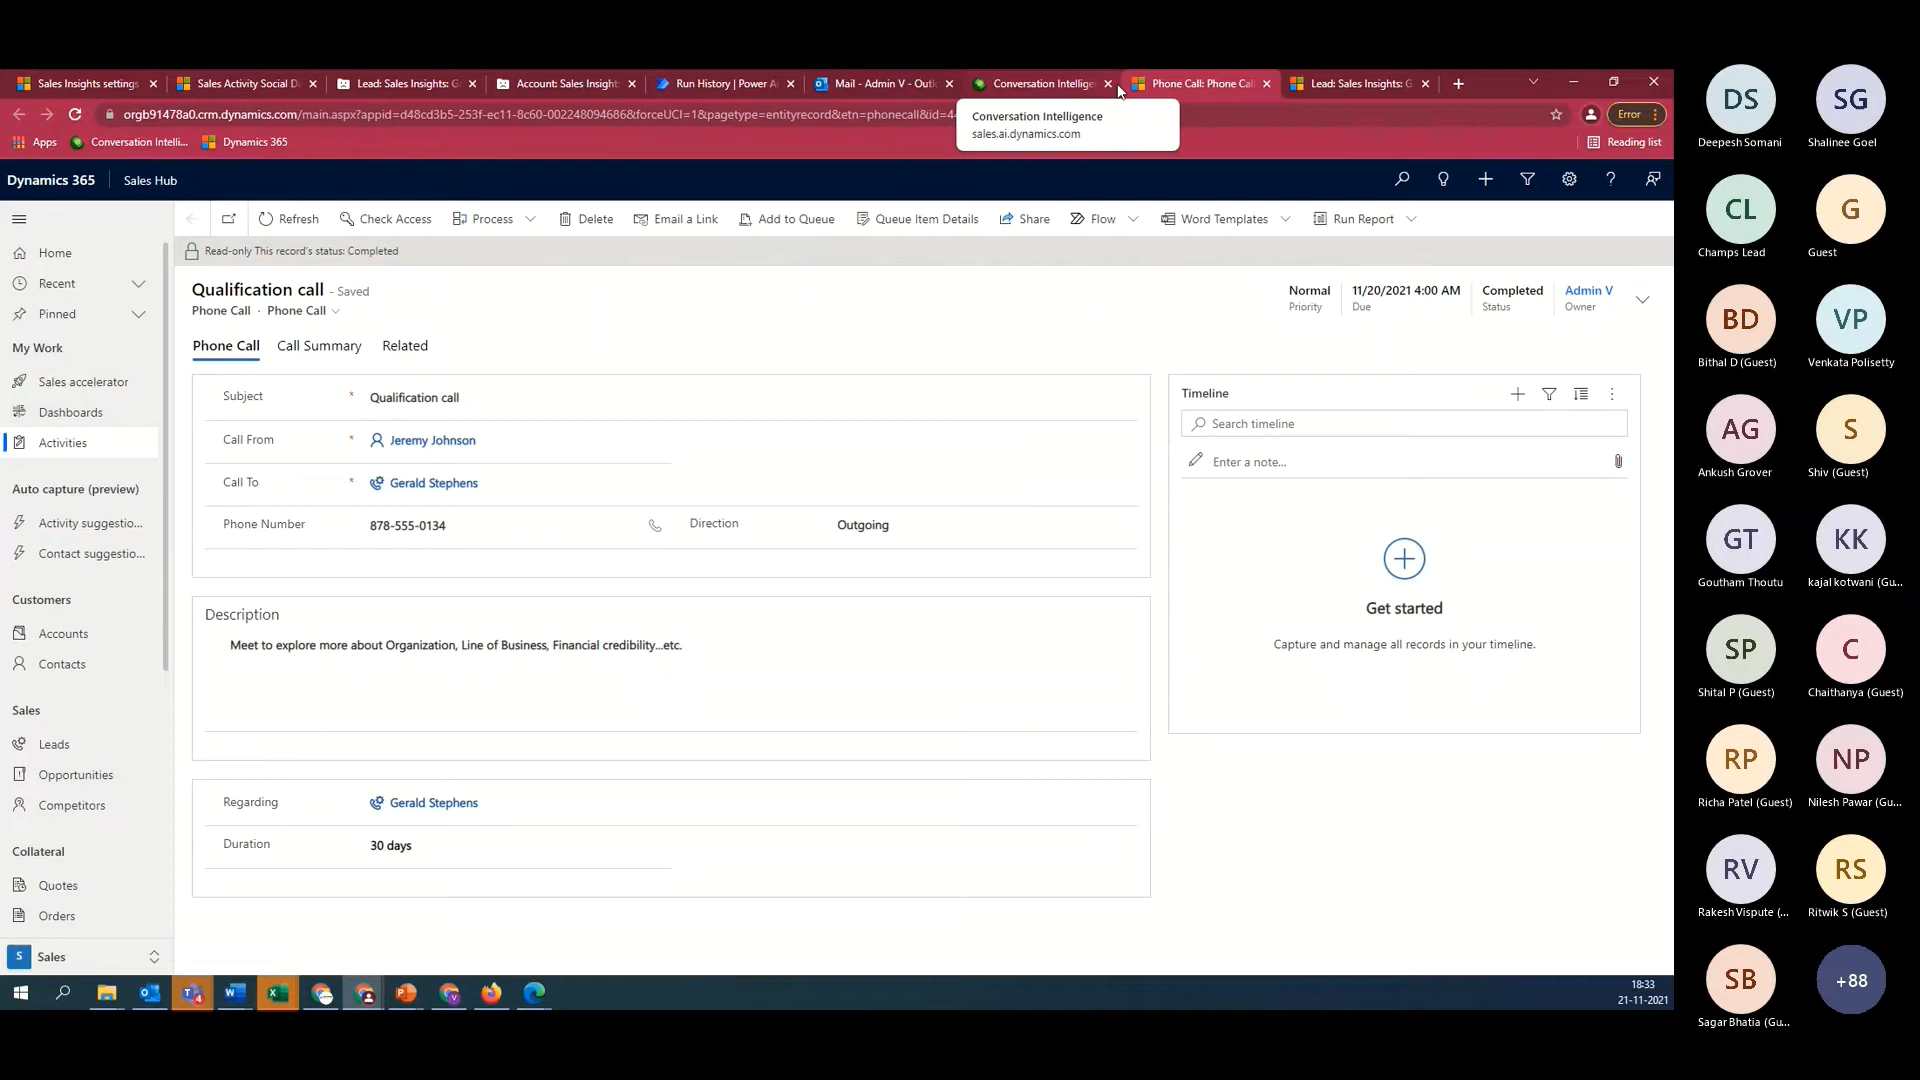 Sales Insights settings
Sales Activity Social D
Lead: Sales Insights: G
Account: Sales Insight
Run History | Power A
Mail - Admin V - Outl
Conversation Intellige
Phone Call: Phone Cal
Lead: Sales Insights: G
orgb91478a0.crm.dynamics.com/main.aspx?appid=d48cd3b5-253f-ec11-8c60-002248094686&forceUCI=1&pagetype=entityrecord&etn=phonecall&id=4
Error
Conversation Intelligence
sales.ai.dynamics.com
Apps
Conversation Intelli...
Dynamics 365
Reading list
Dynamics 365
Sales Hub
Refresh
Check Access
Process
Delete
Email a Link
Add to Queue
Queue Item Details
Share
Flow
Word Templates
Run Report
Read-only This record's status: Completed
Home
Recent
Pinned
My Work
Sales accelerator
Dashboards
Activities
Auto capture (preview)
Activity suggestio...
Contact suggestio...
Customers
Accounts
Contacts
Sales
Leads
Opportunities
Competitors
Collateral
Quotes
Orders
S
Sales
Qualification call - Saved
Phone Call · Phone Call
Normal
Priority
11/20/2021 4:00 AM
Due
Completed
Status
Admin V
Owner
Phone Call
Call Summary
Related
Subject * Qualification call
Call From * Jeremy Johnson
Call To * Gerald Stephens
Phone Number 878-555-0134
Direction Outgoing
Description
Meet to explore more about Organization, Line of Business, Financial credibility...etc.
Regarding Gerald Stephens
Duration 30 days
Timeline
Search timeline
Enter a note...
Get started
Capture and manage all records in your timeline.
18:33
21-11-2021
DS
Deepesh Somani
SG
Shalinee Goel
CL
Champs Lead
G
Guest
BD
Bithal D (Guest)
VP
Venkata Polisetty
AG
Ankush Grover
S
Shiv (Guest)
GT
Goutham Thoutu
KK
kajal kotwani (Gu...
SP
Shital P (Guest)
C
Chaithanya (Guest)
RP
Richa Patel (Guest)
NP
Nilesh Pawar (Gu...
RV
Rakesh Vispute (...
RS
Ritwik S (Guest)
SB
Sagar Bhatia (Gu...
+88